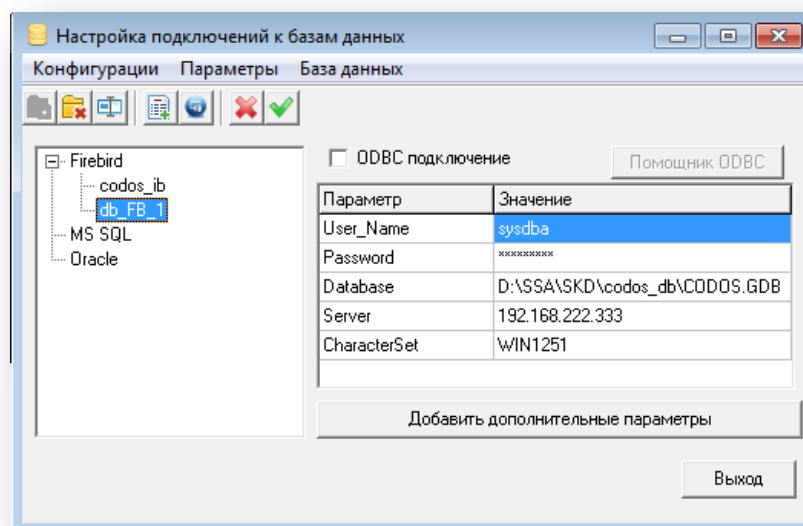 Настройка подключений к базам данных
Конфигурации Параметры База данных
Firebird
codos_ib
db_FB_1
MS SQL
Oracle
ODBC подключение
Помощник ODBC
Параметр Значение
User_Name sysdba
Password *********
Database D:\SSA\SKD\codos_db\CODOS.GDB
Server 192.168.222.333
CharacterSet WIN1251
Добавить дополнительные параметры
Выход